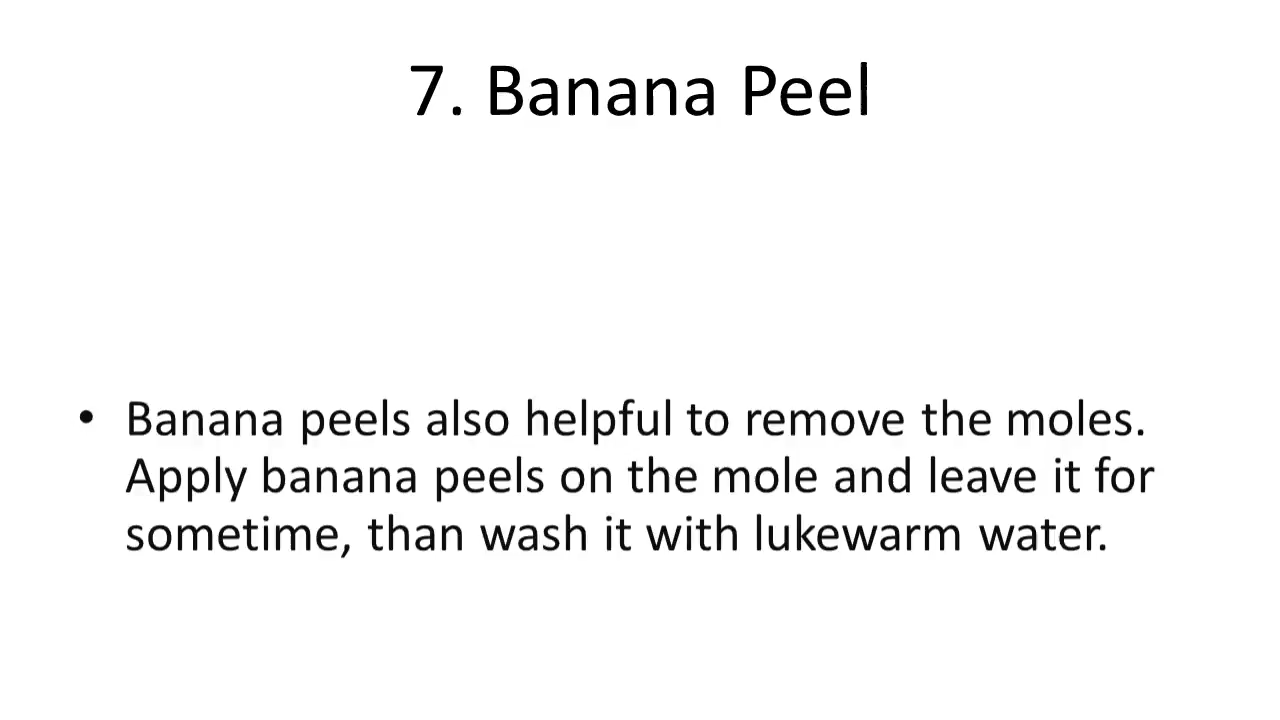 7. Banana Peel
• Banana peels also helpful to remove the moles.
Apply banana peels on the mole and leave it for
sometime, than wash it with lukewarm water.